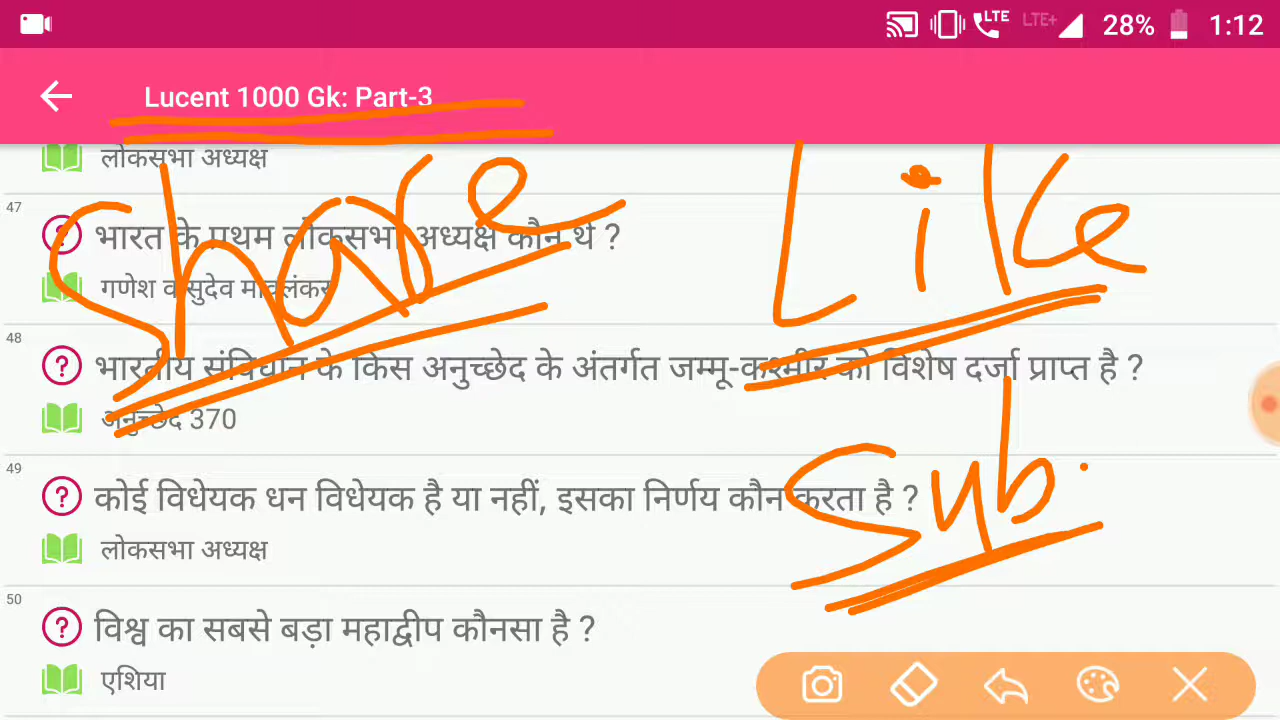 LTE LTE+ 28% 1:12
Lucent 1000 Gk: Part-3
लोकसभा अध्यक्ष
47
भारत के प्रथम लोकसभा अध्यक्ष कौन थे ?
गणेश वासुदेव मावलंकर
48
भारतीय संविधान के किस अनुच्छेद के अंतर्गत जम्मू-कश्मीर को विशेष दर्जा प्राप्त है ?
अनुच्छेद 370
49
कोई विधेयक धन विधेयक है या नहीं, इसका निर्णय कौन करता है ?
लोकसभा अध्यक्ष
50
विश्व का सबसे बड़ा महाद्वीप कौनसा है ?
एशिया
Share
Like
Sub.